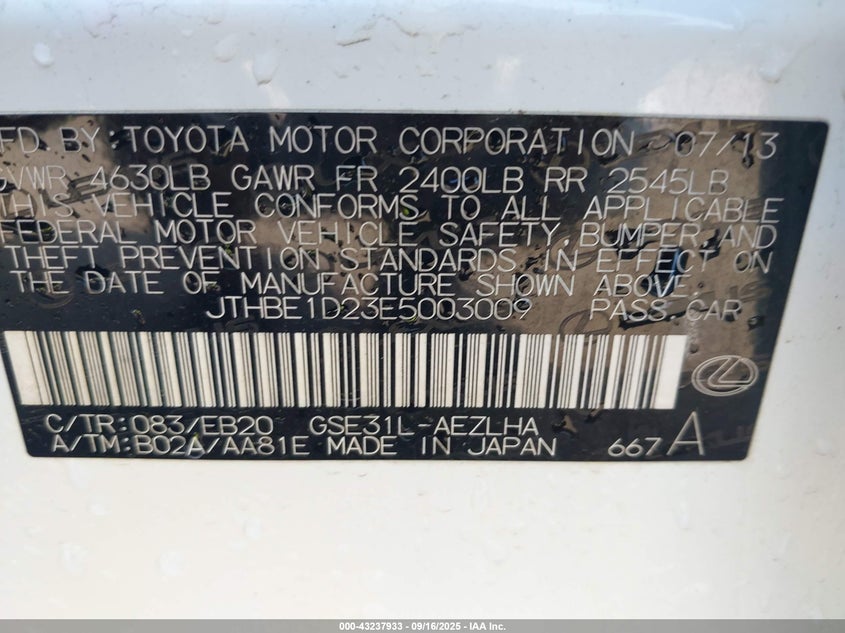 MFD BY: TOYOTA MOTOR CORPORATION 07/13
GVWR 4630LB GAWR FR 2400LB RR 2545LB
THIS VEHICLE CONFORMS TO ALL APPLICABLE
FEDERAL MOTOR VEHICLE SAFETY, BUMPER, AND
THEFT PREVENTION STANDARDS IN EFFECT ON
THE DATE OF MANUFACTURE SHOWN ABOVE.
JTHBE1D23E5003009 PASS.CAR
C/TR:083/EB20 GSE31L-AEZLHA
A/TM:B02A/AA81E MADE IN JAPAN 667A
000-43237933 - 09/16/2025 - IAA Inc.